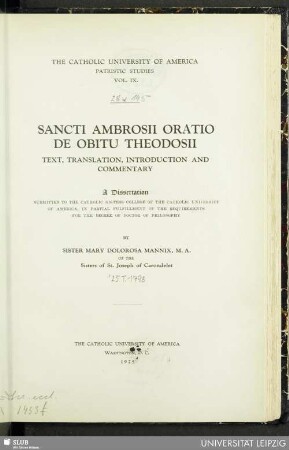 THE CATHOLIC UNIVERSITY OF AMERICA
PATRISTIC STUDIES
VOL. IX.
SANCTI AMBROSII ORATIO
DE OBITU THEODOSII
TEXT, TRANSLATION, INTRODUCTION AND
COMMENTARY
A Dissertation
SUBMITTED TO THE CATHOLIC SISTERS COLLEGE OF THE CATHOLIC UNIVERSITY
OF AMERICA, IN PARTIAL FULFILLMENT OF THE REQUIREMENTS
FOR THE DEGREE OF DOCTOR OF PHILOSOPHY
BY
SISTER MARY DOLOROSA MANNIX, M. A.
OF THE
Sisters of St. Joseph of Carondelet
THE CATHOLIC UNIVERSITY OF AMERICA
WASHINGTON, D. C.
1925
SLUB
Wir führen Wissen.
UNIVERSITÄT LEIPZIG